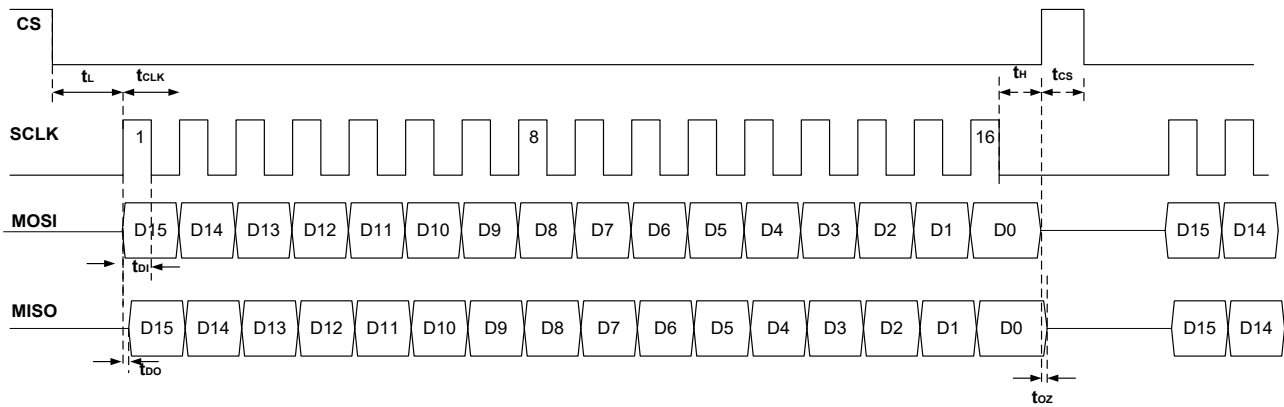 CS
tL tCLK tH tCS
SCLK 1 8 16
MOSI D15 D14 D13 D12 D11 D10 D9 D8 D7 D6 D5 D4 D3 D2 D1 D0 D15 D14
tDI
MISO D15 D14 D13 D12 D11 D10 D9 D8 D7 D6 D5 D4 D3 D2 D1 D0 D15 D14
tDO
tOZ